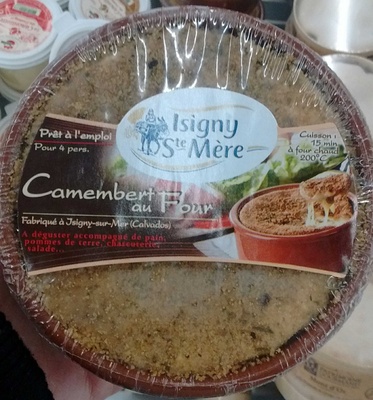 Isigny
Ste Mère
Prêt à l'emploi
Pour 4 pers.
Cuisson :
15 min
à four chaud
200°C
Camembert
au Four
Fabriqué à Isigny-sur-Mer (Calvados)
A déguster accompagné de pain,
pommes de terre, charcuterie,
salade...